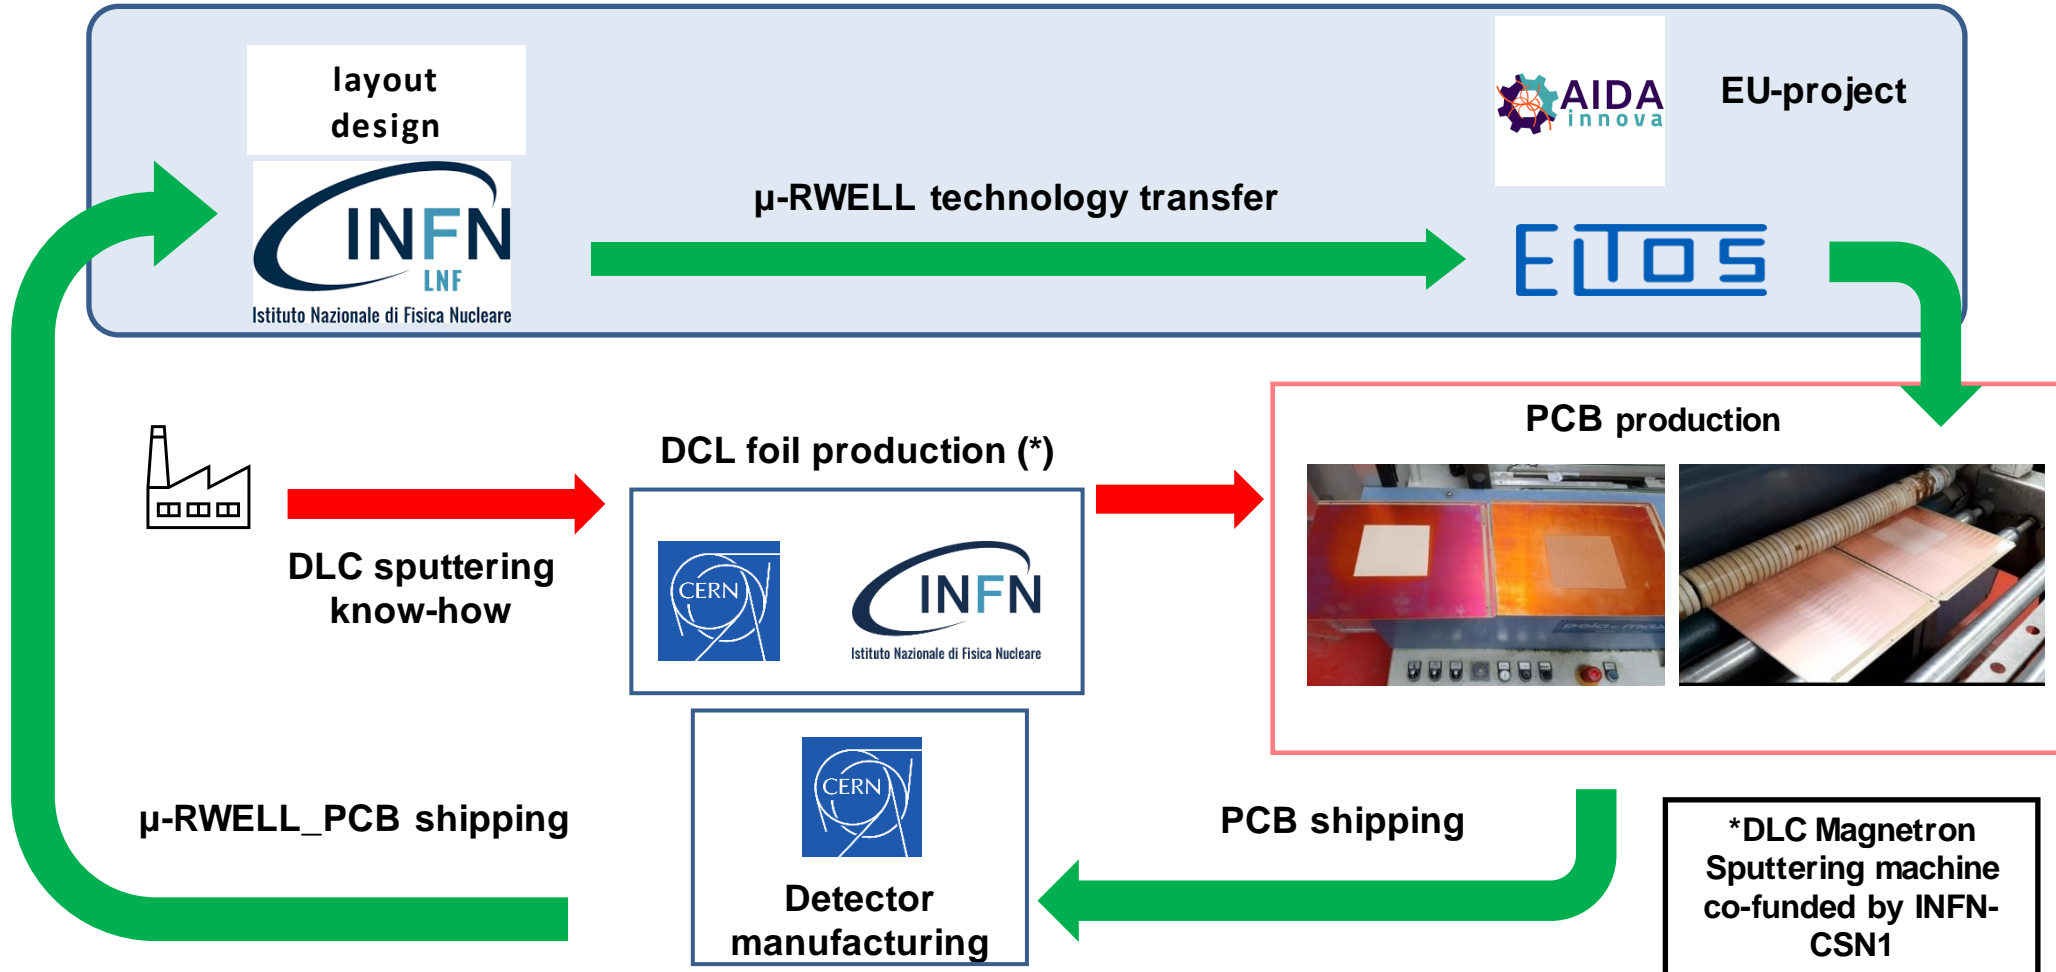 layout
design
INFN
LNF
Istituto Nazionale di Fisica Nucleare
µ-RWELL technology transfer
AIDA
innova
EU-project
ELTOS
DCL foil production (*)
DLC sputtering
know-how
CERN
INFN
Istituto Nazionale di Fisica Nucleare
PCB production
pola e massa
CERN
Detector
manufacturing
µ-RWELL_PCB shipping
PCB shipping
*DLC Magnetron
Sputtering machine
co-funded by INFN-
CSN1